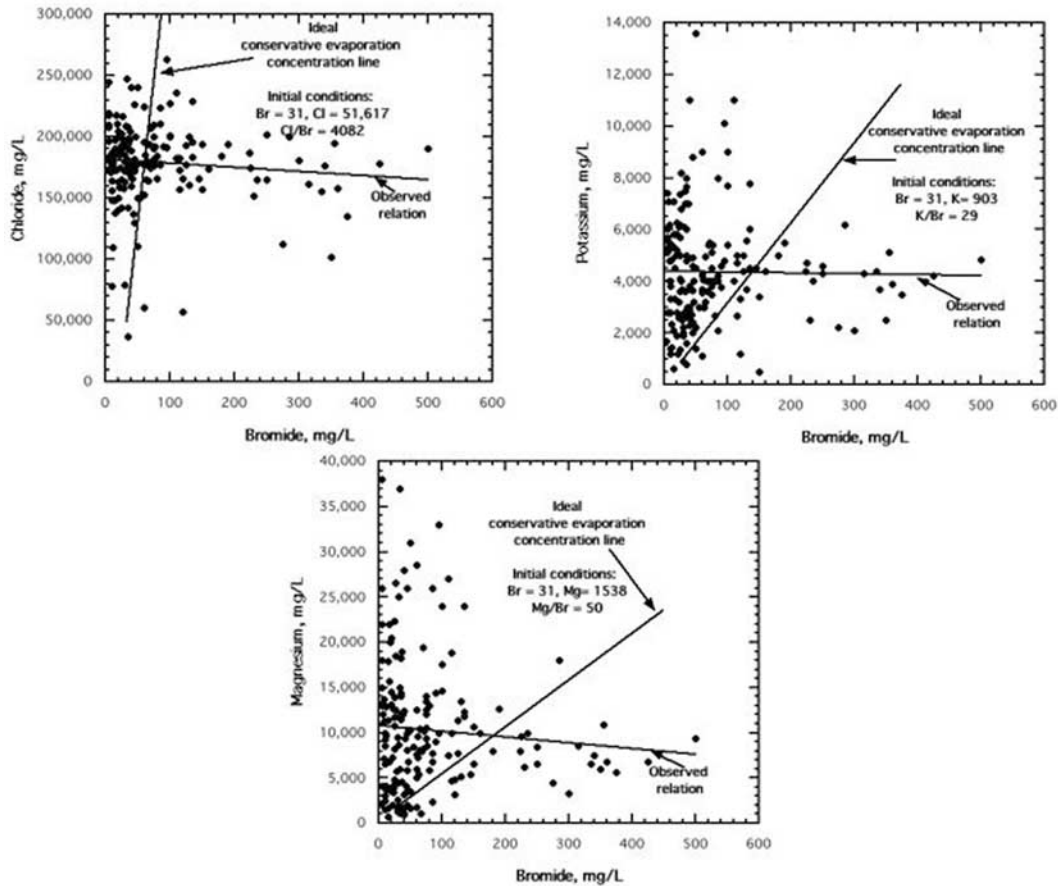 300,000
250,000
200,000
150,000
100,000
50,000
0
Chloride, mg/L
Ideal
conservative evaporation
concentration line
Initial conditions:
Br = 31, Cl = 51,617
Cl/Br = 4082
Observed
relation
0 100 200 300 400 500 600
Bromide, mg/L
14,000
12,000
10,000
8,000
6,000
4,000
2,000
0
Potassium, mg/L
Ideal
conservative evaporation
concentration line
Initial conditions:
Br = 31, K= 903
K/Br = 29
Observed
relation
0 100 200 300 400 500 600
Bromide, mg/L
40,000
35,000
30,000
25,000
20,000
15,000
10,000
5,000
0
Magnesium, mg/L
Ideal
conservative evaporation
concentration line
Initial conditions:
Br = 31, Mg= 1538
Mg/Br = 50
Observed
relation
0 100 200 300 400 500 600
Bromide, mg/L